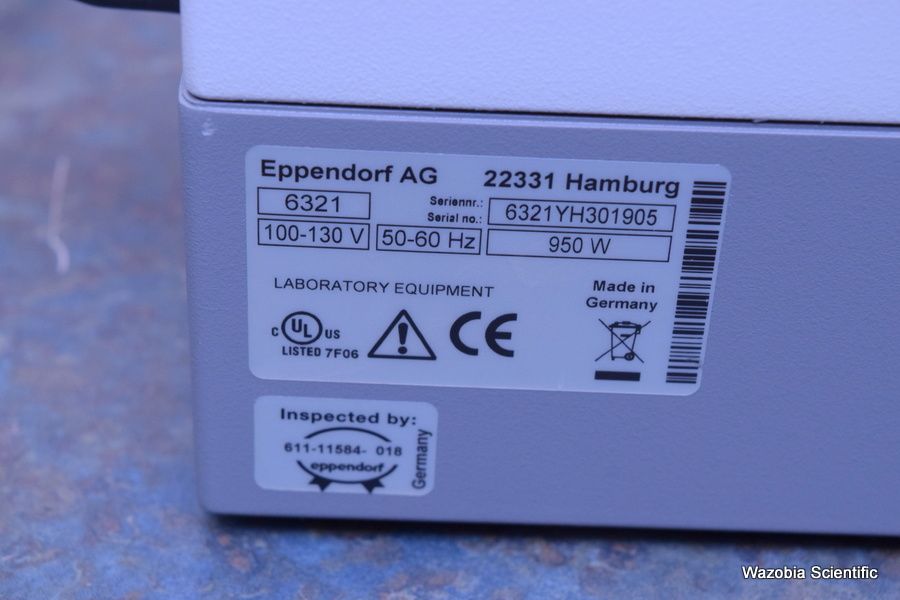 Eppendorf AG 22331 Hamburg
6321 Seriennr.: Serial no.: 6321YH301905
100-130 V 50-60 Hz 950 W
LABORATORY EQUIPMENT
Made in
Germany
C UL US
LISTED 7F06
CE
Inspected by:
611-11584- 018
eppendorf
Germany
Wazobia Scientific